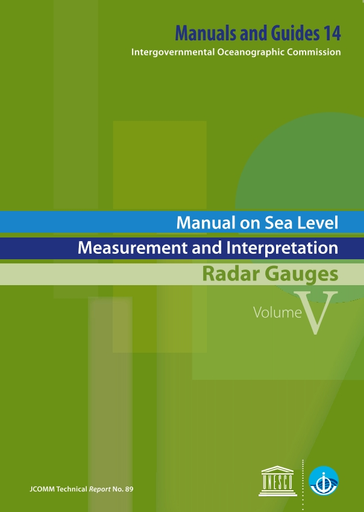 Manuals and Guides 14
Intergovernmental Oceanographic Commission
Manual on Sea Level
Measurement and Interpretation
Radar Gauges
Volume V
JCOMM Technical Report No. 89
UNESCO